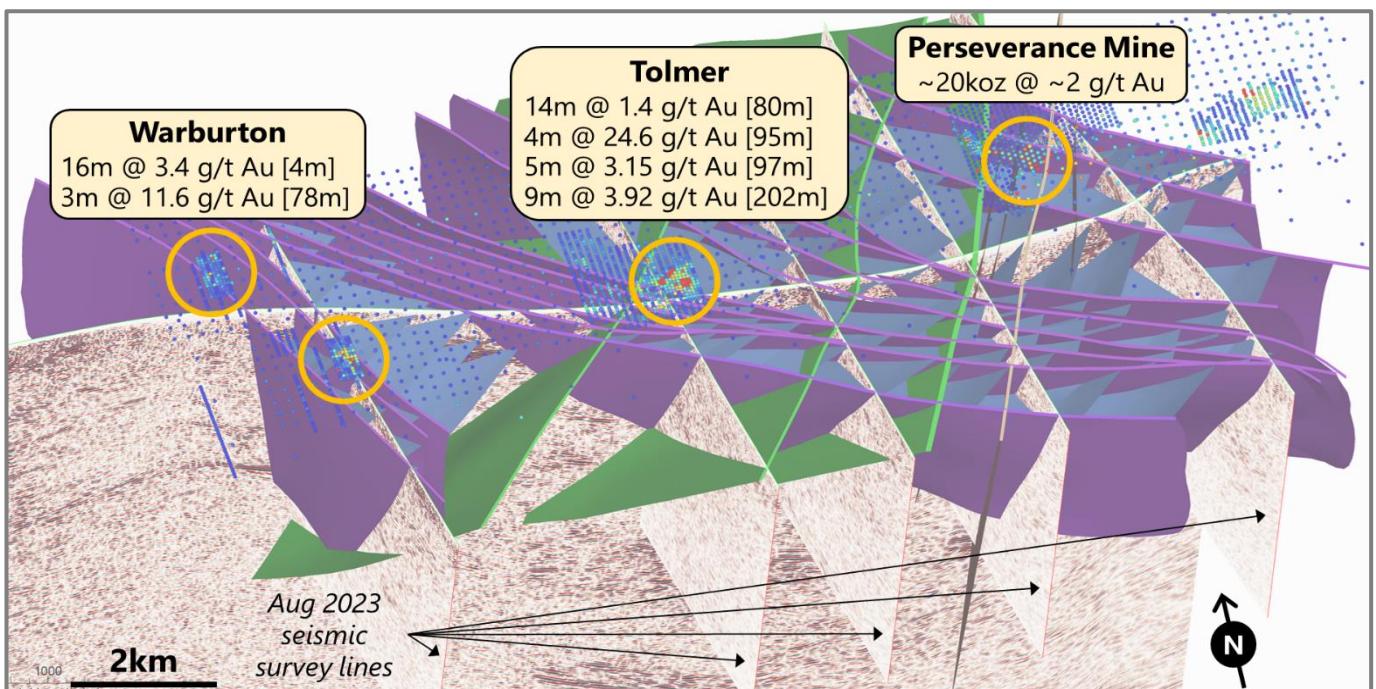 Perseverance Mine
~20koz @ ~2 g/t Au
Tolmer
14m @ 1.4 g/t Au [80m]
4m @ 24.6 g/t Au [95m]
5m @ 3.15 g/t Au [97m]
9m @ 3.92 g/t Au [202m]
Warburton
16m @ 3.4 g/t Au [4m]
3m @ 11.6 g/t Au [78m]
Aug 2023
seismic
survey lines
N
2km
1000